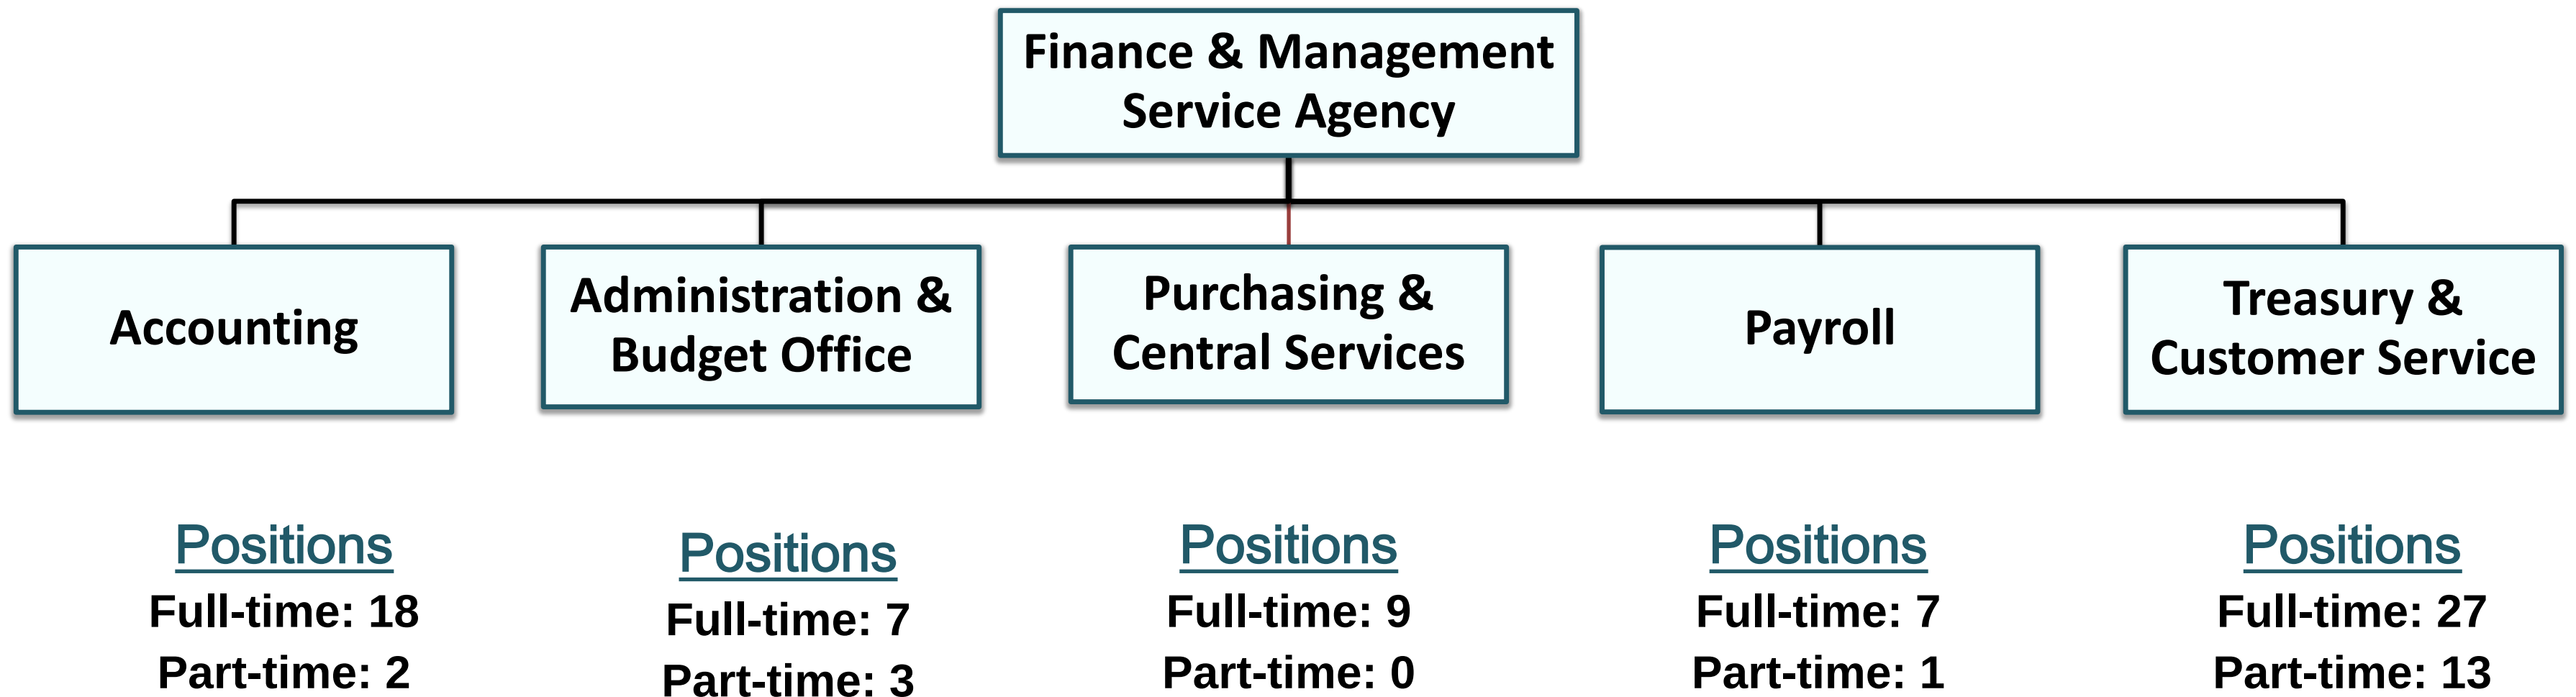 Finance & Management
Service Agency
Accounting
Administration &
Budget Office
Purchasing &
Central Services
Payroll
Treasury &
Customer Service
Positions
Full-time: 18
Part-time: 2
Positions
Full-time: 7
Part-time: 3
Positions
Full-time: 9
Part-time: 0
Positions
Full-time: 7
Part-time: 1
Positions
Full-time: 27
Part-time: 13